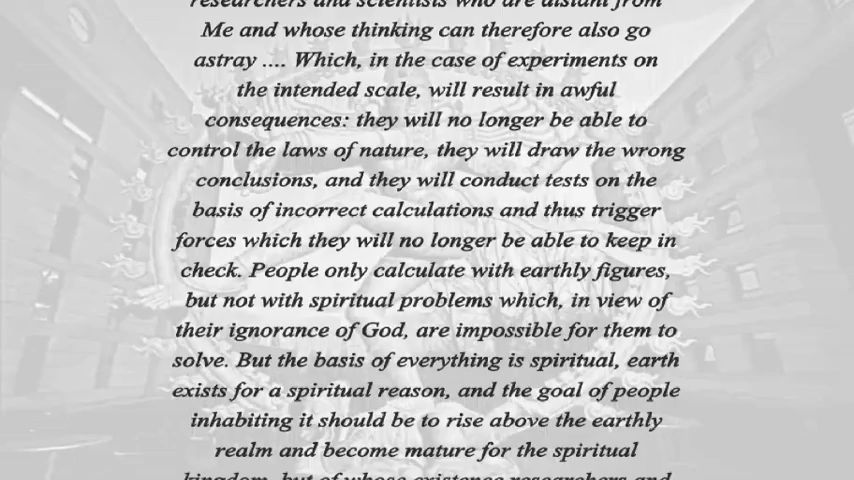 researchers and scientists who are distant from
Me and whose thinking can therefore also go
astray .... Which, in the case of experiments on
the intended scale, will result in awful
consequences: they will no longer be able to
control the laws of nature, they will draw the wrong
conclusions, and they will conduct tests on the
basis of incorrect calculations and thus trigger
forces which they will no longer be able to keep in
check. People only calculate with earthly figures,
but not with spiritual problems which, in view of
their ignorance of God, are impossible for them to
solve. But the basis of everything is spiritual, earth
exists for a spiritual reason, and the goal of people
inhabiting it should be to rise above the earthly
realm and become mature for the spiritual
kingdom, but of whose existence researchers and